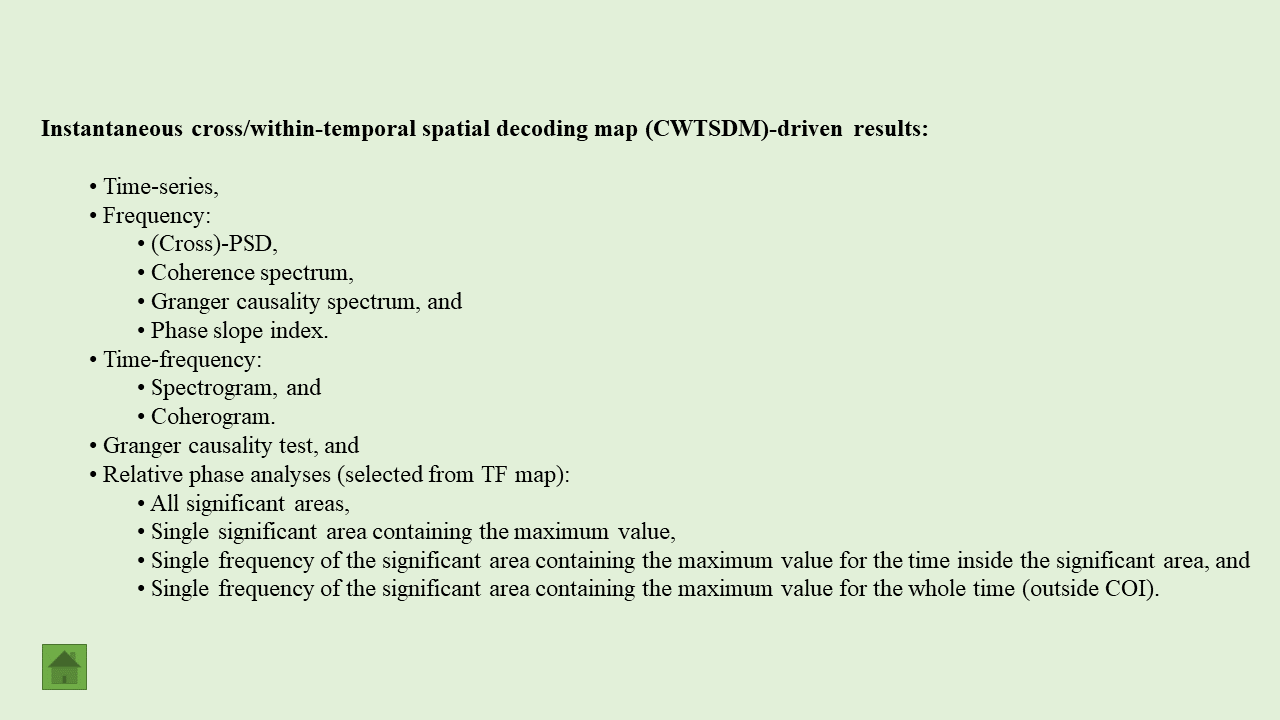 Instantaneous cross/within-temporal spatial decoding map (CWTSDM)-driven results:
• Time-series,
• Frequency:
• (Cross)-PSD,
• Coherence spectrum,
• Granger causality spectrum, and
• Phase slope index.
• Time-frequency:
• Spectrogram, and
• Coherogram.
• Granger causality test, and
• Relative phase analyses (selected from TF map):
• All significant areas,
• Single significant area containing the maximum value,
• Single frequency of the significant area containing the maximum value for the time inside the significant area, and
• Single frequency of the significant area containing the maximum value for the whole time (outside COI).